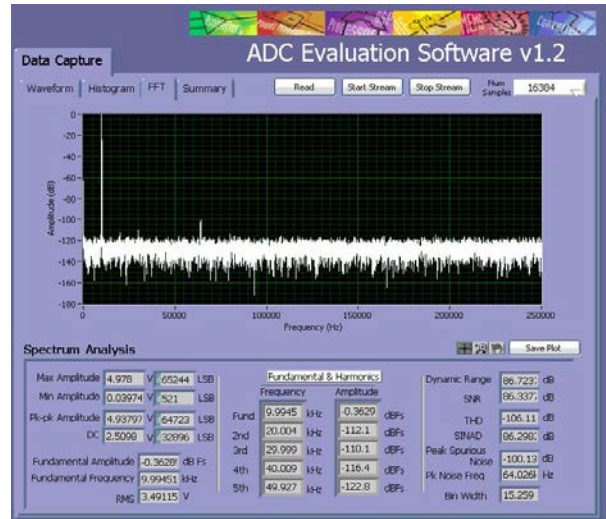 ADC Evaluation Software v1.2
Data Capture
Waveform Histogram FFT Summary Read Start Stream Stop Stream Num Samples 16384
0
-20
-40
-60
-80
-100
-120
-140
-160
-180
Amplitude (dB)
0 50000 100000 150000 200000 250000
Frequency (Hz)
Spectrum Analysis Save Plot
Max Amplitude 4.978 V 65244 LSB
Min Amplitude 0.03974 V 521 LSB
Pk-pk Amplitude 4.93797 V 64723 LSB
DC 2.5098 V 32896 LSB
Fundamental Amplitude -0.3628 dB Fs
Fundamental Frequency 9.99451 kHz
RMS 3.49115 V
Fundamental & Harmonics
Frequency Amplitude
Fund 9.9945 kHz -0.3629 dBFs
2nd 20.004 kHz -112.1 dBFs
3rd 29.999 kHz -110.1 dBFs
4th 40.009 kHz -116.4 dBFs
5th 49.927 kHz -122.8 dBFs
Dynamic Range 86.723 dB
SNR 86.337 dB
THD -106.11 dB
SINAD 86.290 dB
Peak Spurious Noise -100.13 dB
Pk Noise Freq 64.026 Hz
Bin Width 15.259